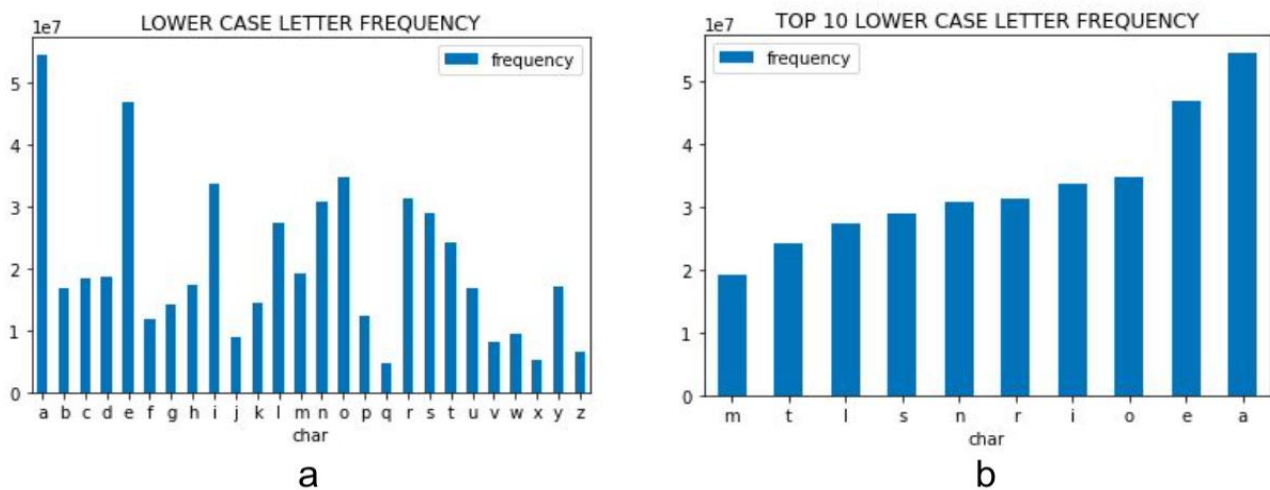 LOWER CASE LETTER FREQUENCY
1e7
frequency
5
4
3
2
1
0
a b c d e f g h i j k l m n o p q r s t u v w x y z
char
a
TOP 10 LOWER CASE LETTER FREQUENCY
1e7
frequency
5
4
3
2
1
0
m t l s n r i o e a
char
b